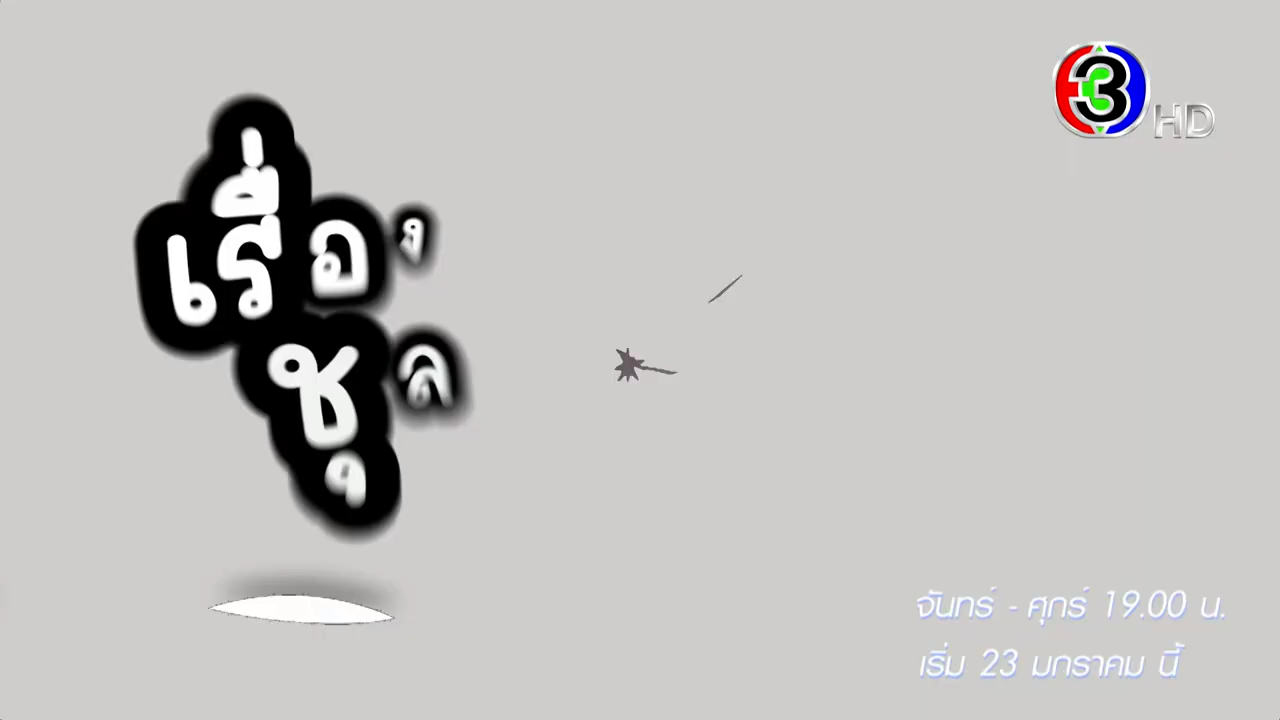 เรื่อง
ชุล
3 HD
จันทร์ - ศุกร์ 19.00 น.
เริ่ม 23 มกราคม นี้